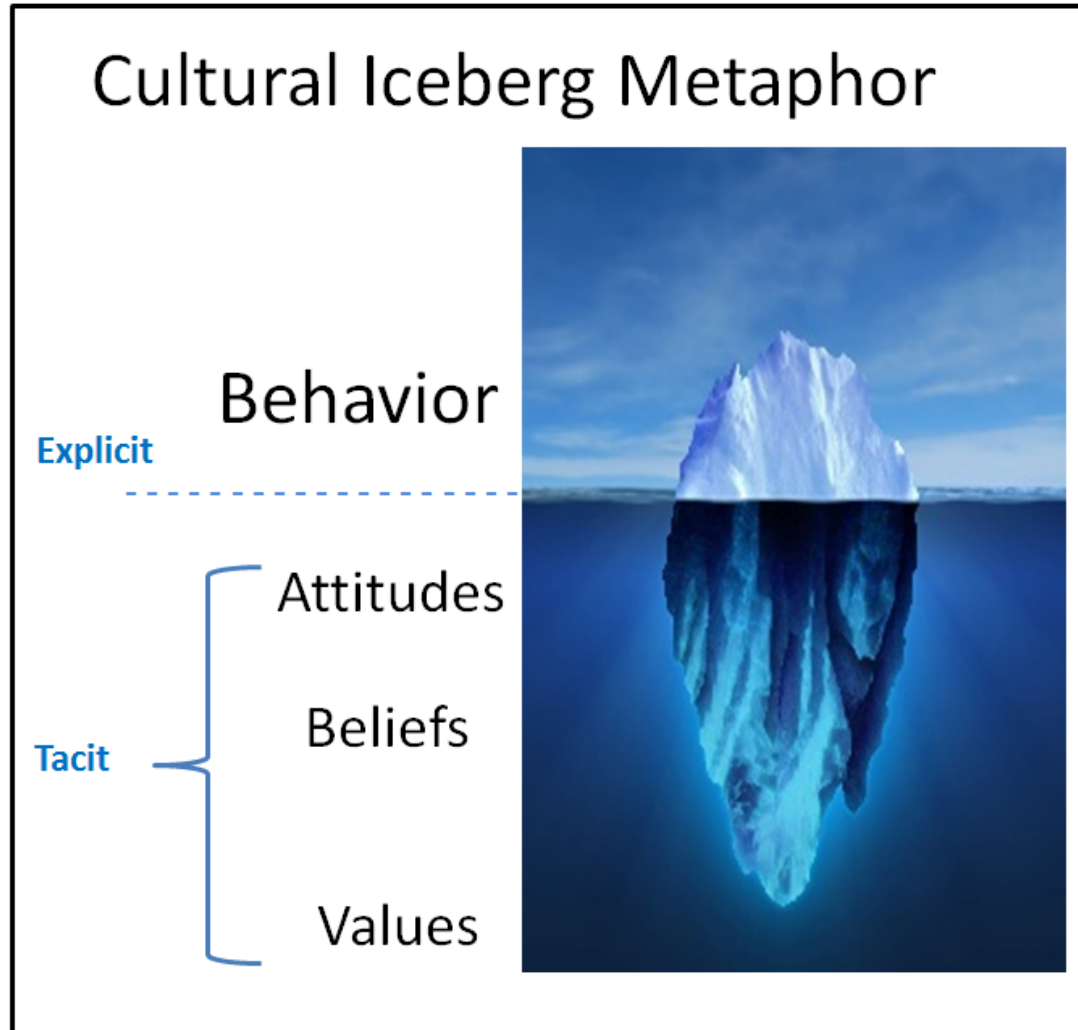 Cultural Iceberg Metaphor
Behavior
Explicit
Attitudes
Beliefs
Tacit
Values